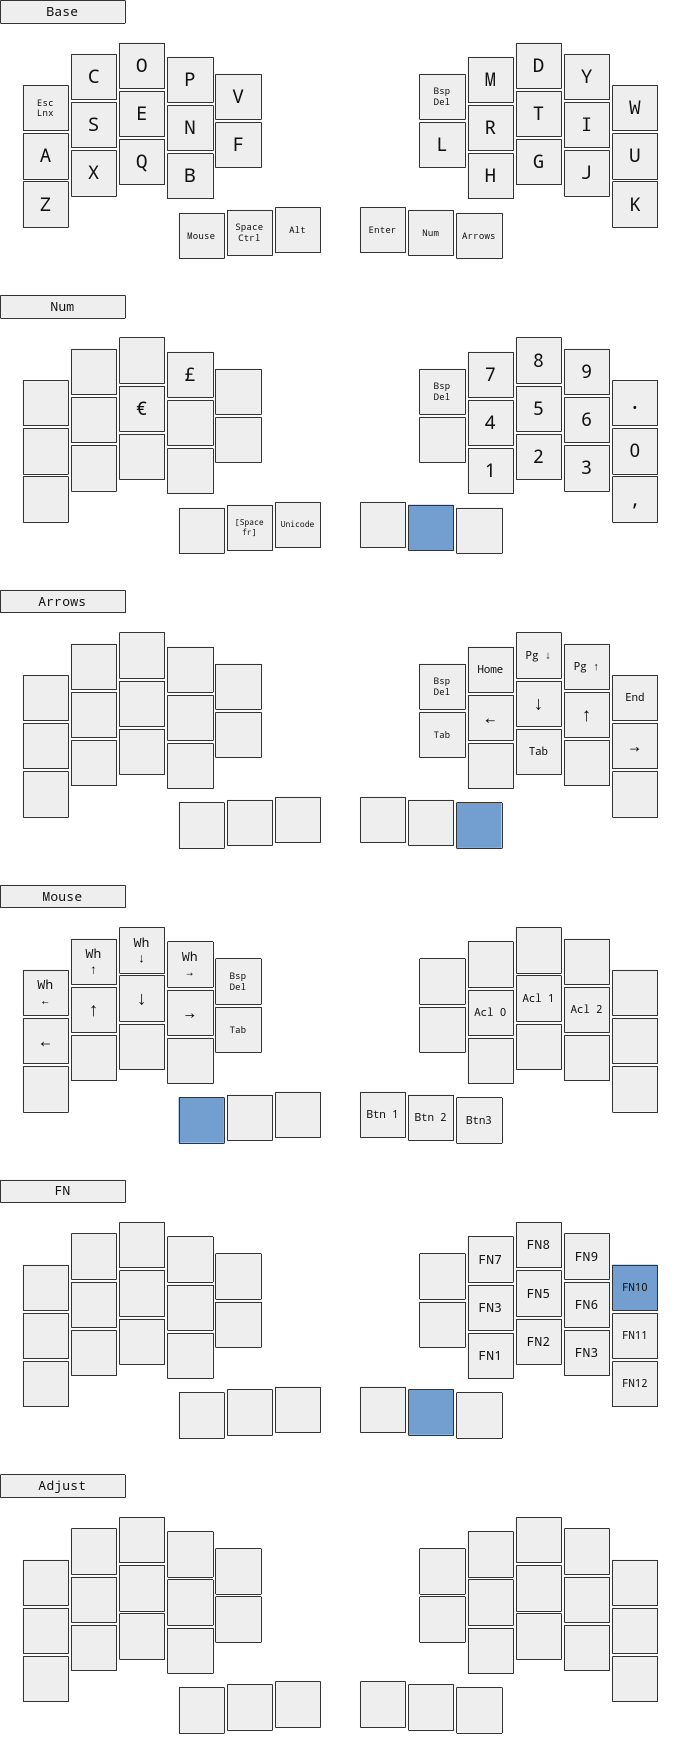 Base
Esc
Lnx
C
O
P
V
Bsp
Del
M
D
Y
W
A
S
E
N
F
L
R
T
I
U
Z
X
Q
B
H
G
J
K
Mouse
Space
Ctrl
Alt
Enter
Num
Arrows
Num
£
Bsp
Del
7
8
9
.
€
4
5
6
0
1
2
3
,
[Space
fr]
Unicode
Arrows
Bsp
Del
Home
Pg ↓
Pg ↑
End
Tab
←
↓
↑
→
Tab
Mouse
Wh
←
Wh
↑
Wh
↓
Wh
→
Bsp
Del
←
↑
↓
→
Tab
Acl 0
Acl 1
Acl 2
Btn 1
Btn 2
Btn3
FN
FN7
FN8
FN9
FN10
FN3
FN5
FN6
FN11
FN1
FN2
FN3
FN12
Adjust